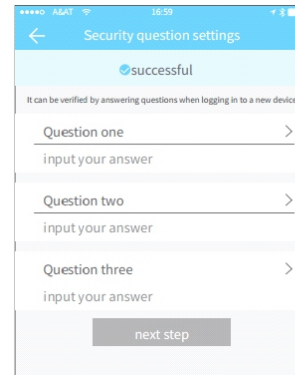 A&AT 16:59
Security question settings
successful
It can be verified by answering questions when logging in to a new device
Question one
input your answer
Question two
input your answer
Question three
input your answer
next step